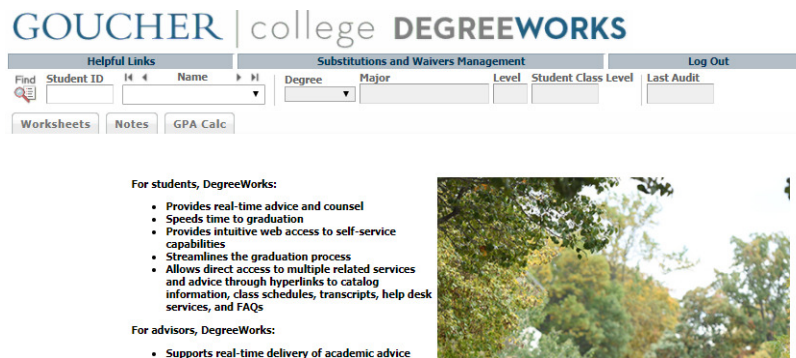 GOUCHER | college DEGREEWORKS
Helpful Links Substitutions and Waivers Management Log Out
Find Student ID Name Degree Major Level Student Class Level Last Audit
Worksheets Notes GPA Calc
For students, DegreeWorks:
• Provides real-time advice and counsel
• Speeds time to graduation
• Provides intuitive web access to self-service
capabilities
• Streamlines the graduation process
• Allows direct access to multiple related services
and advice through hyperlinks to catalog
information, class schedules, transcripts, help desk
services, and FAQs
For advisors, DegreeWorks:
• Supports real-time delivery of academic advice